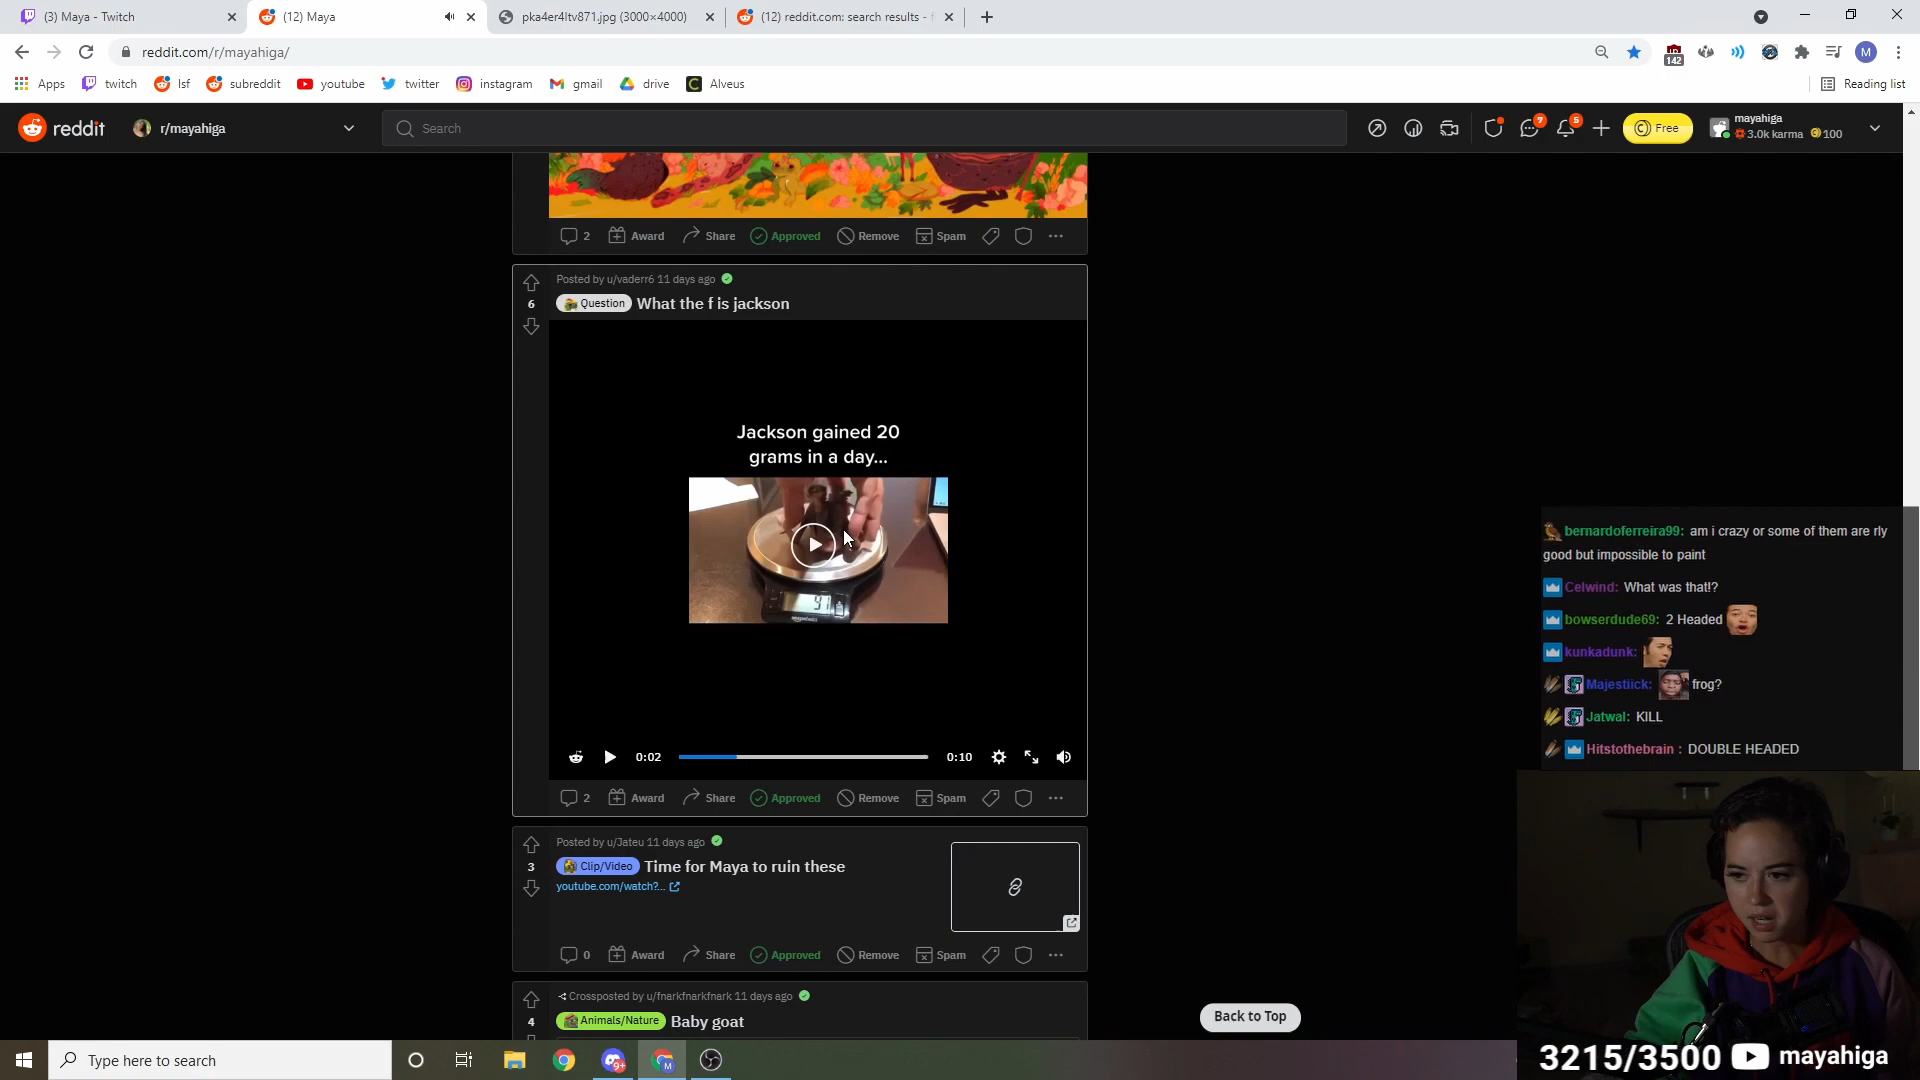 (3) Maya - Twitch
(12) Maya
pka4er4ltv871.jpg (3000×4000)
(12) reddit.com: search results - f
reddit.com/r/mayahiga/
142
M
Apps
twitch
lsf
subreddit
youtube
twitter
instagram
gmail
drive
Alveus
Reading list
reddit
r/mayahiga
Search
7
5
Free
mayahiga
3.0k karma
100
2
Award
Share
Approved
Remove
Spam
Posted by u/vaderr6 11 days ago
6
Question
What the f is jackson
Jackson gained 20
grams in a day...
91
0:02
0:10
2
Award
Share
Approved
Remove
Spam
Posted by u/Jateu 11 days ago
3
Clip/Video
Time for Maya to ruin these
youtube.com/watch?...
0
Award
Share
Approved
Remove
Spam
Crossposted by u/fnarkfnarkfnark 11 days ago
4
Animals/Nature
Baby goat
Back to Top
bernardoferreira99: am i crazy or some of them are rly
good but impossible to paint
Celwind: What was that!?
bowserdude69: 2 Headed
kunkadunk:
Majestiick: frog?
Jatwal: KILL
Hitstothebrain : DOUBLE HEADED
Type here to search
9+
M
3215/3500
mayahiga